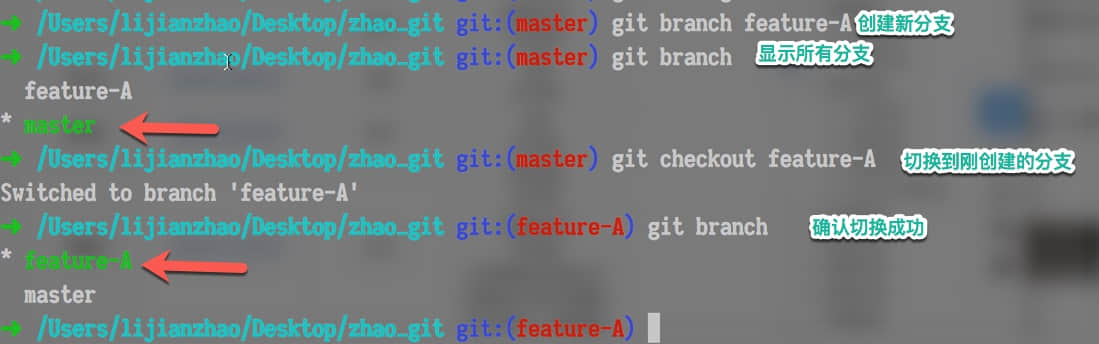 ➜ /Users/lijianzhao/Desktop/zhao_git git:(master) git branch feature-A 创建新分支
➜ /Users/lijianzhao/Desktop/zhao_git git:(master) git branch 显示所有分支
feature-A
* master
➜ /Users/lijianzhao/Desktop/zhao_git git:(master) git checkout feature-A 切换到刚创建的分支
Switched to branch 'feature-A'
➜ /Users/lijianzhao/Desktop/zhao_git git:(feature-A) git branch 确认切换成功
* feature-A
master
➜ /Users/lijianzhao/Desktop/zhao_git git:(feature-A)